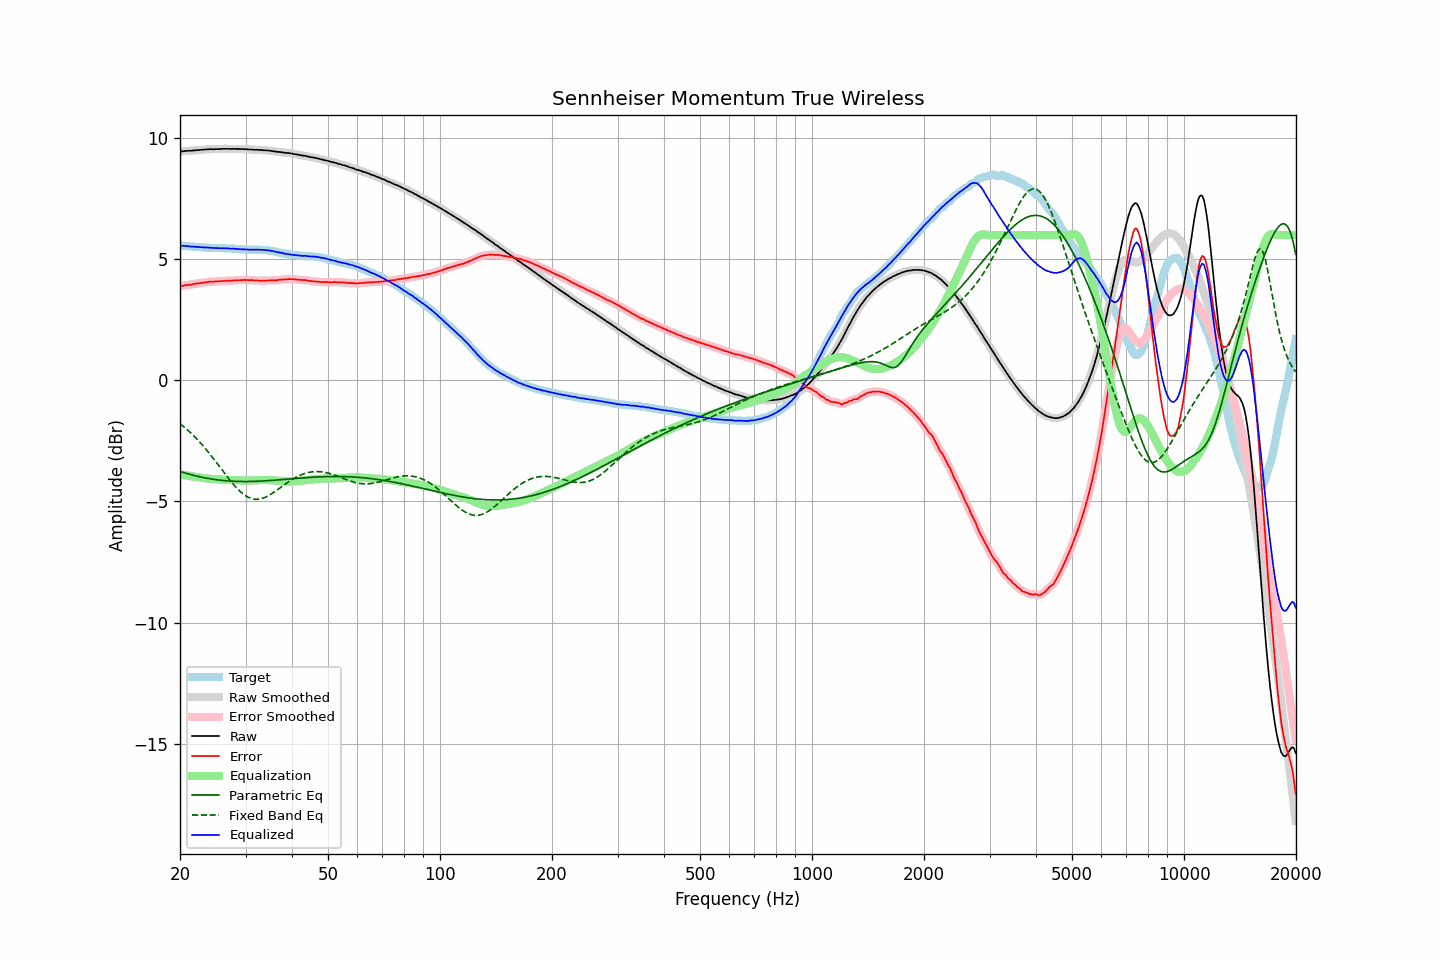 Sennheiser Momentum True Wireless
10
5
0
−5
−10
−15
Amplitude (dBr)
Target
Raw Smoothed
Error Smoothed
Raw
Error
Equalization
Parametric Eq
Fixed Band Eq
Equalized
20 50 100 200 500 1000 2000 5000 10000 20000
Frequency (Hz)